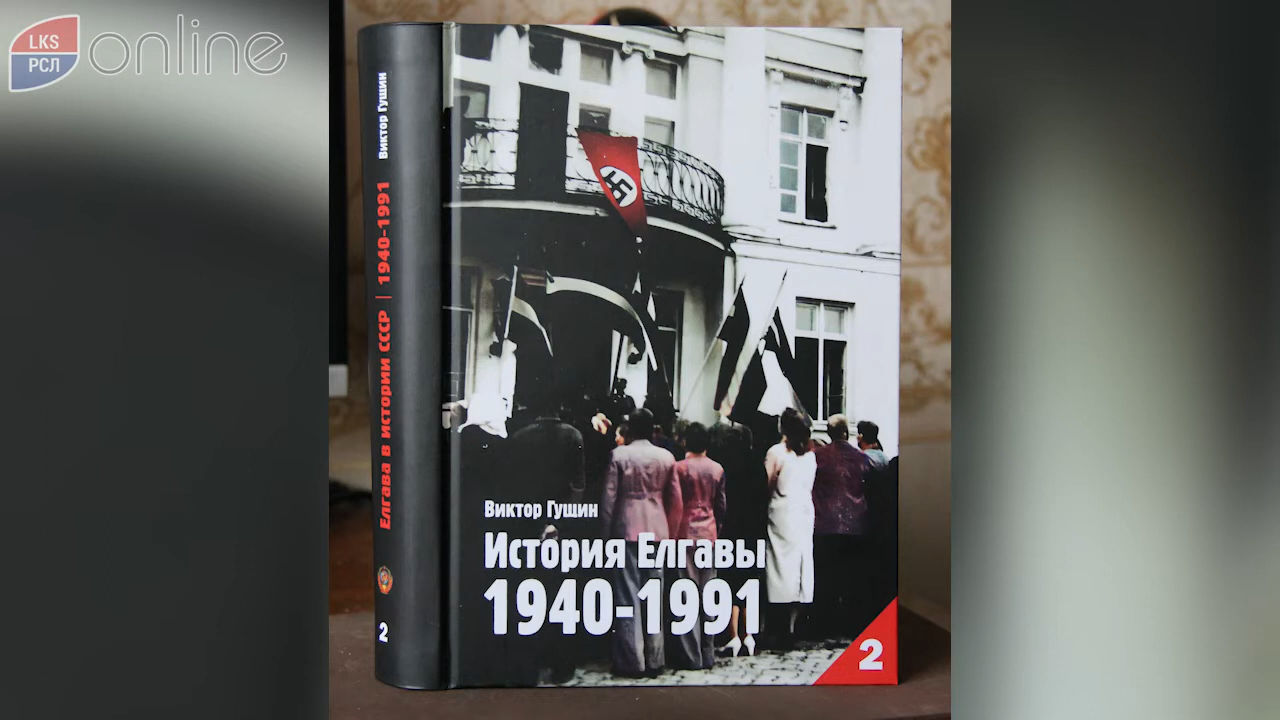 LKS
РСЛ
online
Виктор Гущин
Елгава в истории СССР | 1940-1991
2
Виктор Гущин
История Елгавы
1940-1991
2